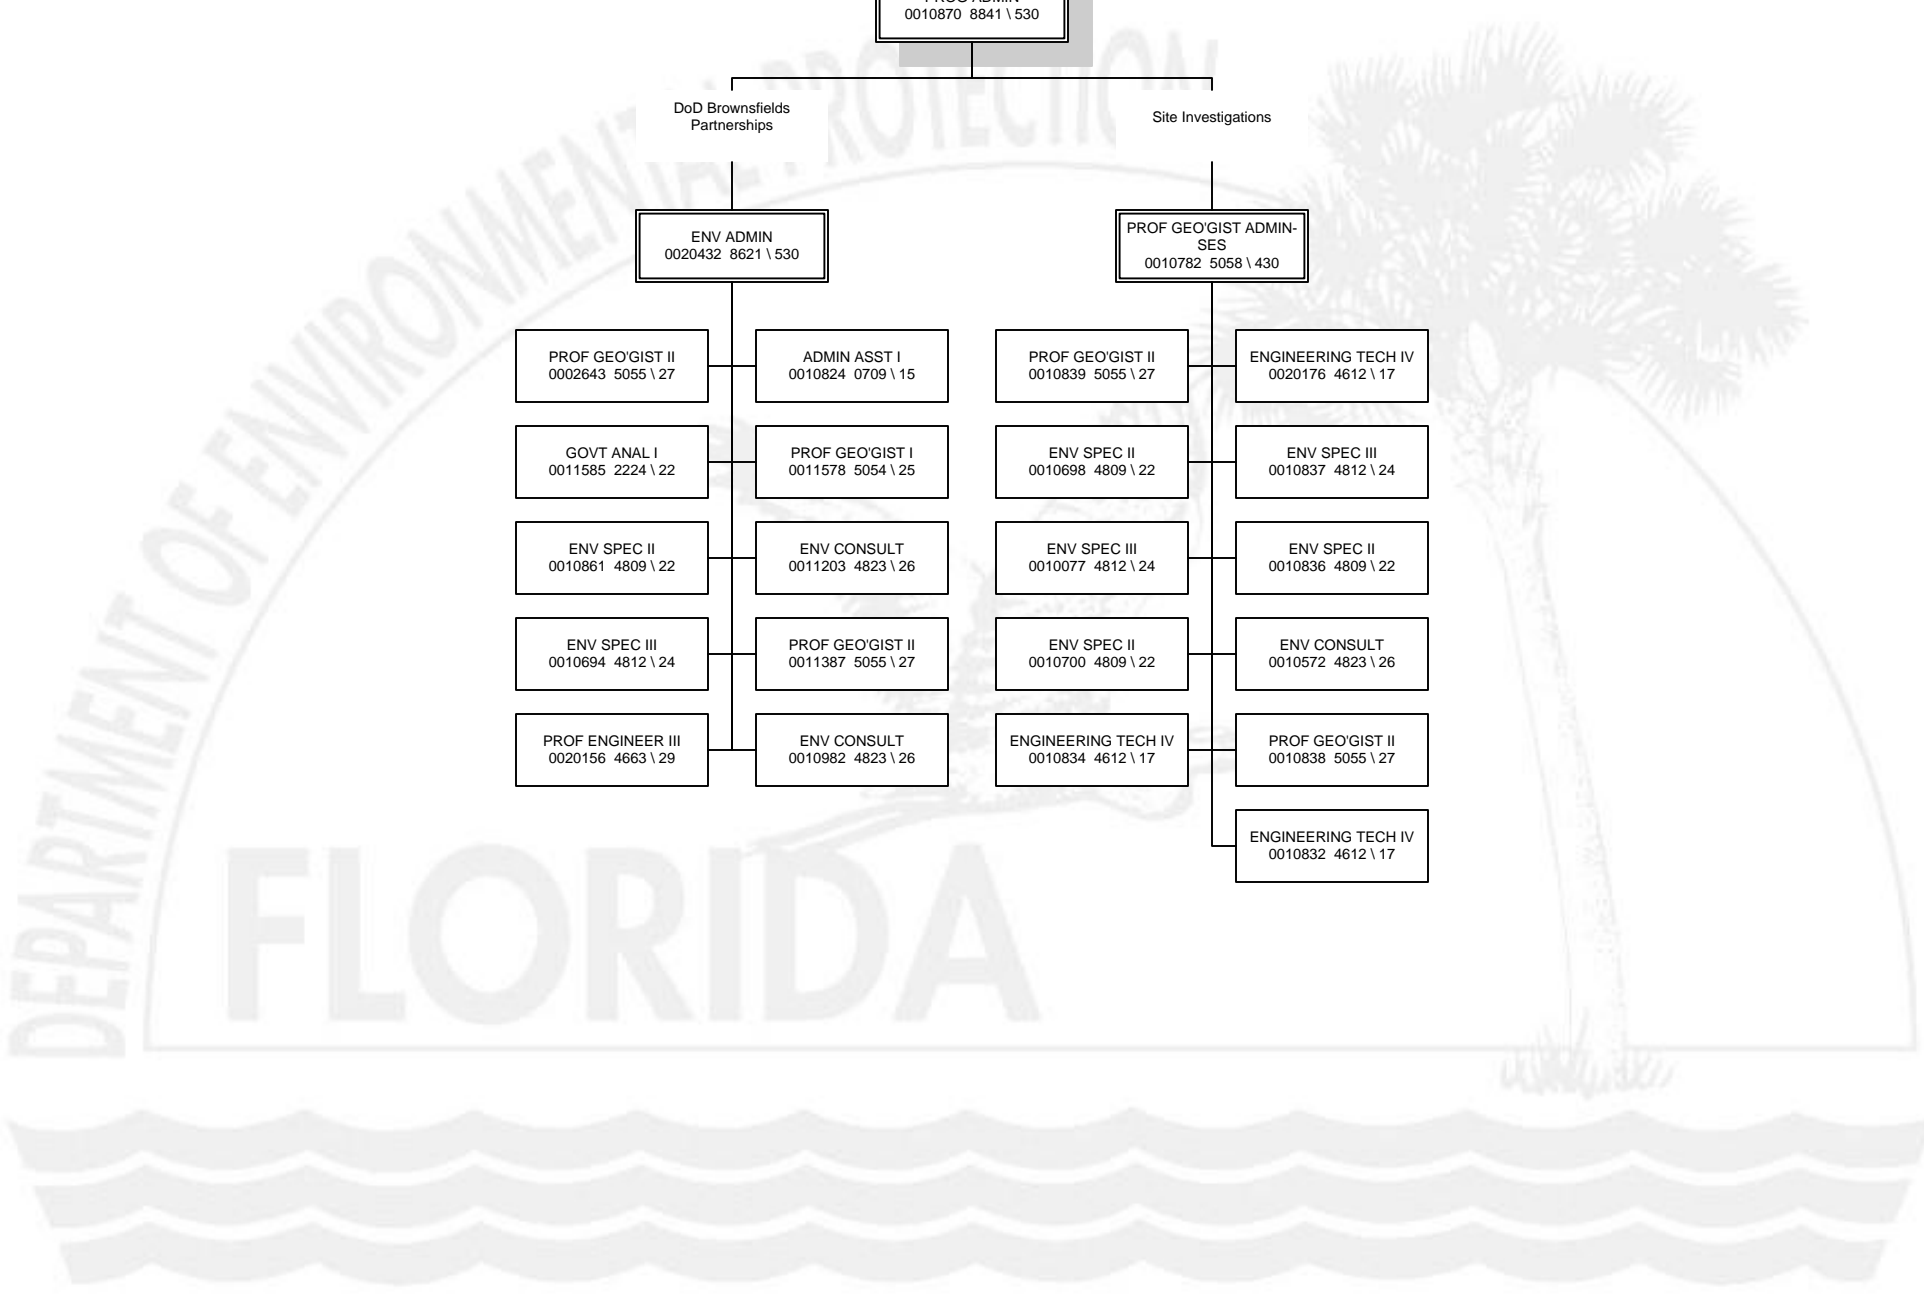 0010870 8841 \ 530
DoD Brownsfields
Partnerships
Site Investigations
ENV ADMIN
0020432 8621 \ 530
PROF GEO'GIST ADMIN-
SES
0010782 5058 \ 430
PROF GEO'GIST II
0002643 5055 \ 27
ADMIN ASST I
0010824 0709 \ 15
PROF GEO'GIST II
0010839 5055 \ 27
ENGINEERING TECH IV
0020176 4612 \ 17
GOVT ANAL I
0011585 2224 \ 22
PROF GEO'GIST I
0011578 5054 \ 25
ENV SPEC II
0010698 4809 \ 22
ENV SPEC III
0010837 4812 \ 24
ENV SPEC II
0010861 4809 \ 22
ENV CONSULT
0011203 4823 \ 26
ENV SPEC III
0010077 4812 \ 24
ENV SPEC II
0010836 4809 \ 22
ENV SPEC III
0010694 4812 \ 24
PROF GEO'GIST II
0011387 5055 \ 27
ENV SPEC II
0010700 4809 \ 22
ENV CONSULT
0010572 4823 \ 26
PROF ENGINEER III
0020156 4663 \ 29
ENV CONSULT
0010982 4823 \ 26
ENGINEERING TECH IV
0010834 4612 \ 17
PROF GEO'GIST II
0010838 5055 \ 27
ENGINEERING TECH IV
0010832 4612 \ 17
DEPARTMENT OF ENVIRONMENTAL PROTECTION
FLORIDA